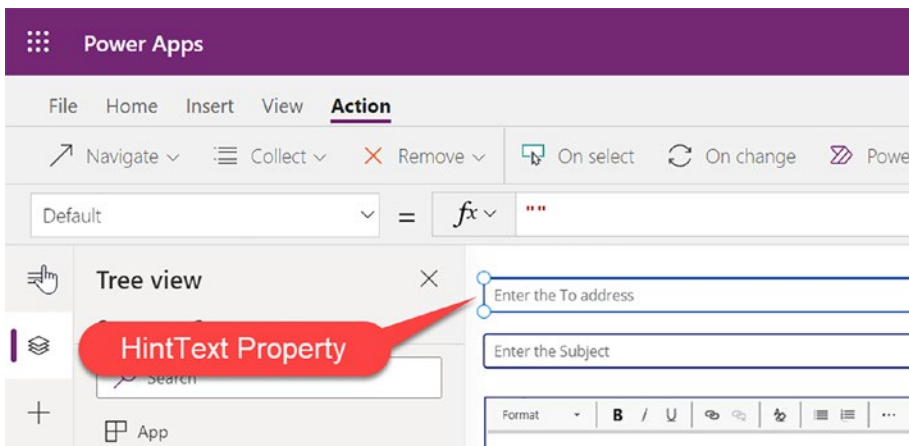 Power Apps
File Home Insert View Action
Navigate Collect Remove On select On change Powe
Default = fx ""
Tree view
Enter the To address
HintText Property
Enter the Subject
Search
Format B I U ...
App